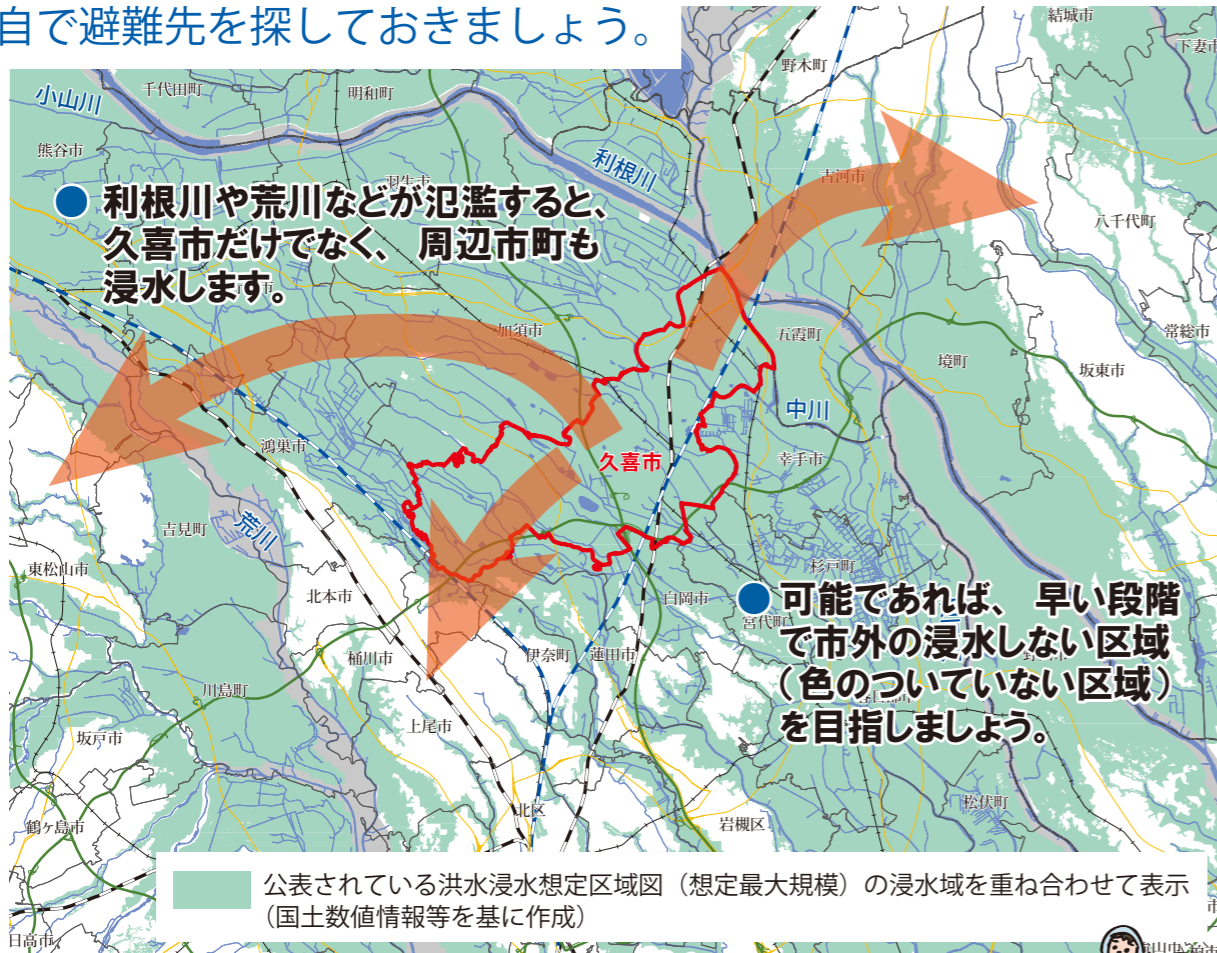 自で避難先を探しておきましょう。
結城市
下妻市
野木町
千代田町
明和町
小山川
熊谷市
利根川
羽生市
古河市
● 利根川や荒川などが氾濫すると、
久喜市だけでなく、 周辺市町も
浸水します。
八千代町
加須市
五霞町
常総市
境町
坂東市
中川
鴻巣市
久喜市
幸手市
吉見町
荒川
杉戸町
東松山市
北本市
白岡市
宮代町
● 可能であれば、 早い段階
で市外の浸水しない区域
（色のついていない区域）
を目指しましょう。
桶川市
伊奈町
蓮田市
川島町
上尾市
坂戸市
北区
松伏町
岩槻区
鶴ヶ島市
公表されている洪水浸水想定区域図（想定最大規模）の浸水域を重ね合わせて表示
（国土数値情報等を基に作成）
日高市